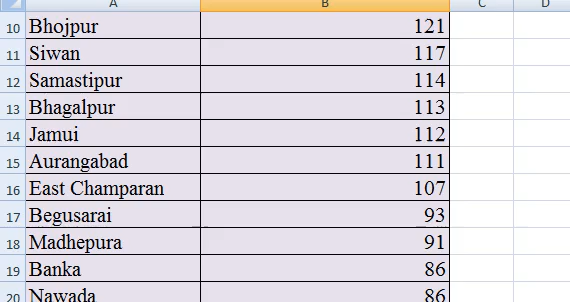 A B C D
10 Bhojpur 121
11 Siwan 117
12 Samastipur 114
13 Bhagalpur 113
14 Jamui 112
15 Aurangabad 111
16 East Champaran 107
17 Begusarai 93
18 Madhepura 91
19 Banka 86
20 Nawada 86